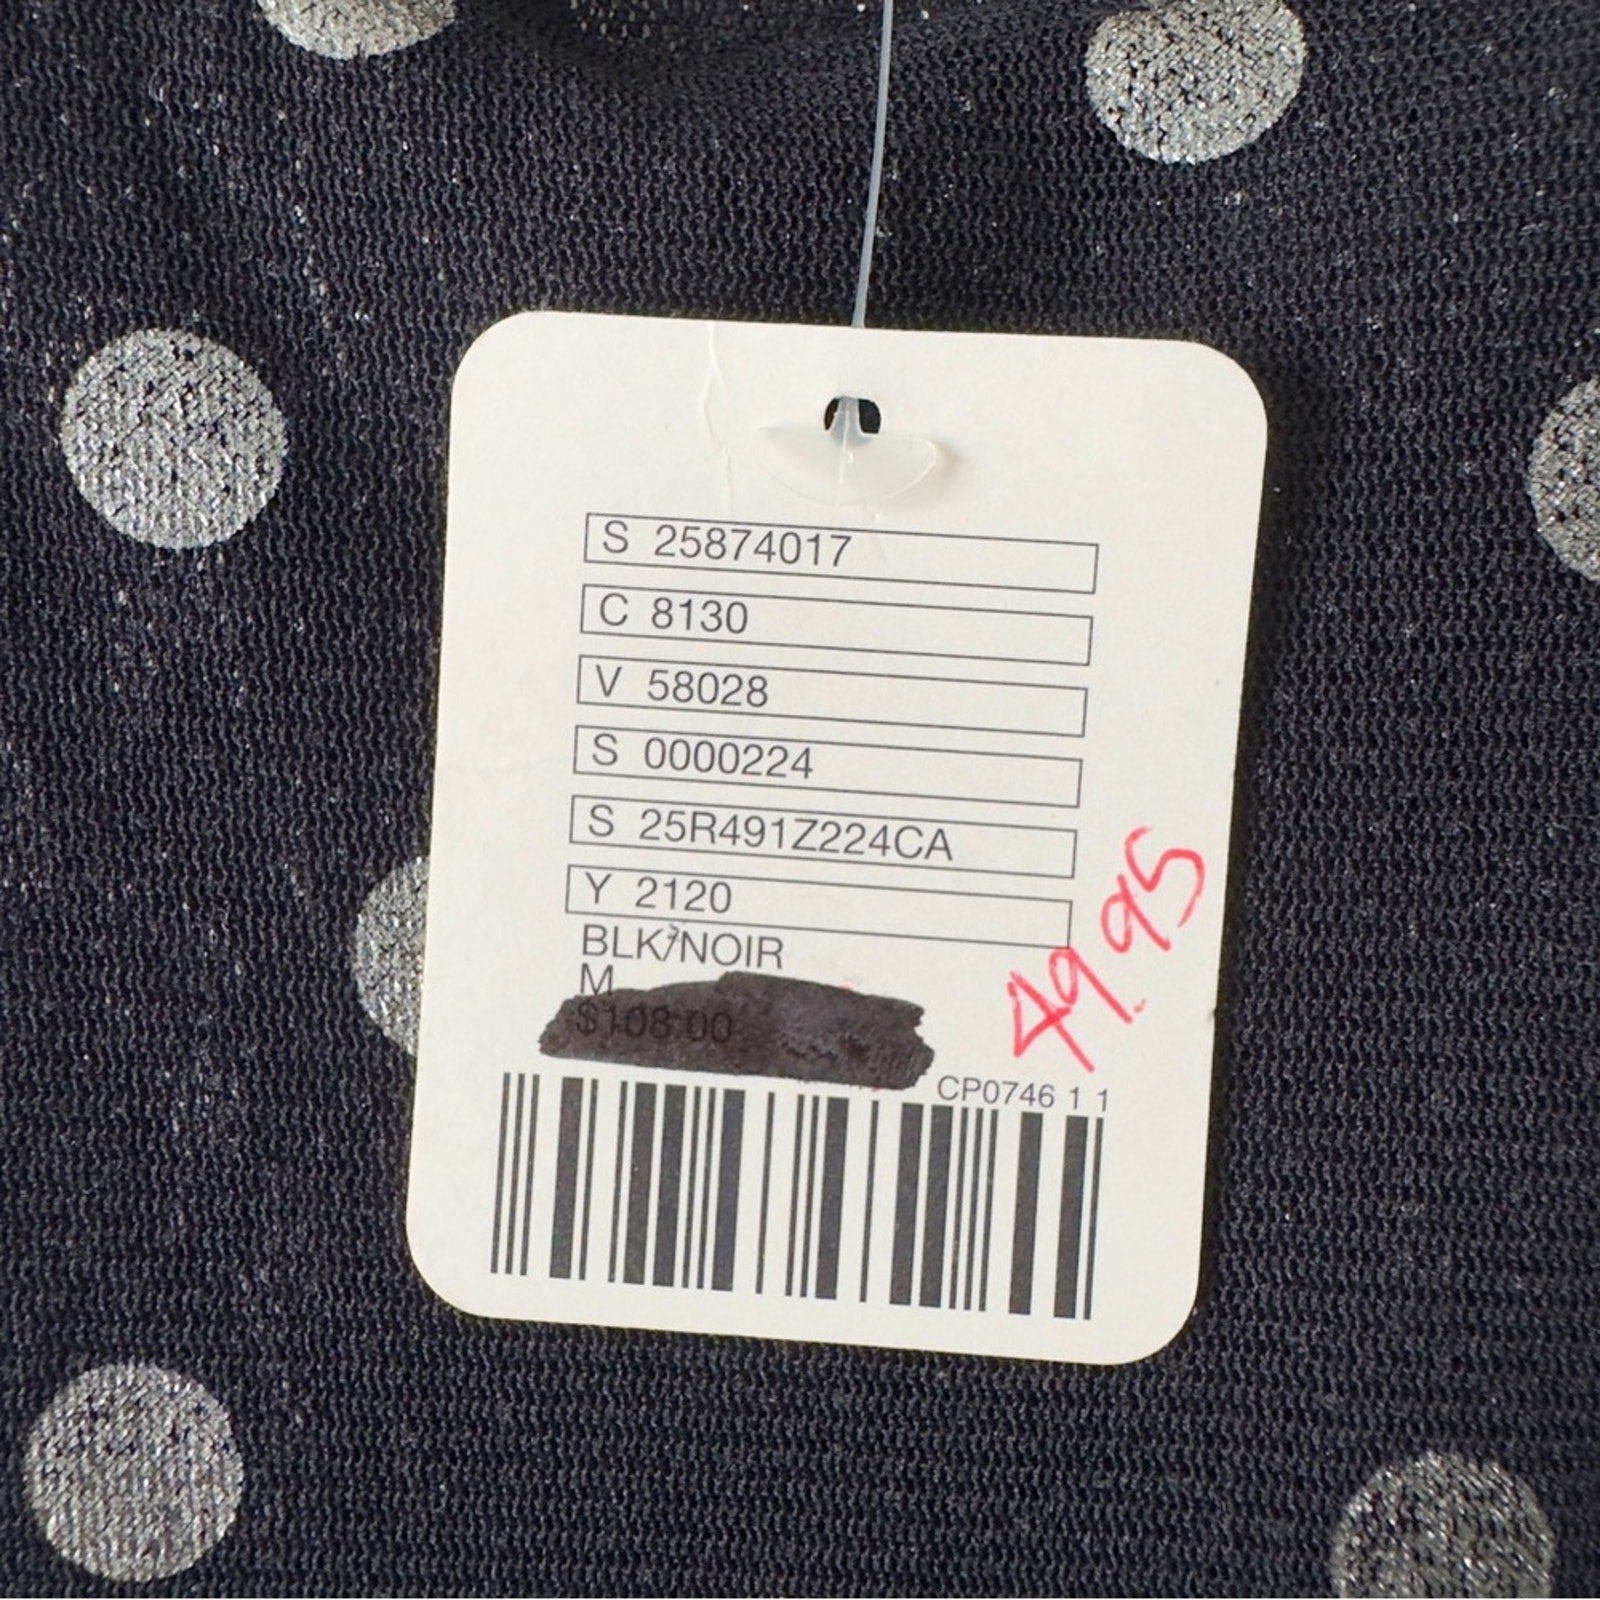 S 25874017
C 8130
V 58028
S 0000224
S 25R491Z224CA
Y 2120
BLK/NOIR
M
$108.00
49.95
CP0746 1 1